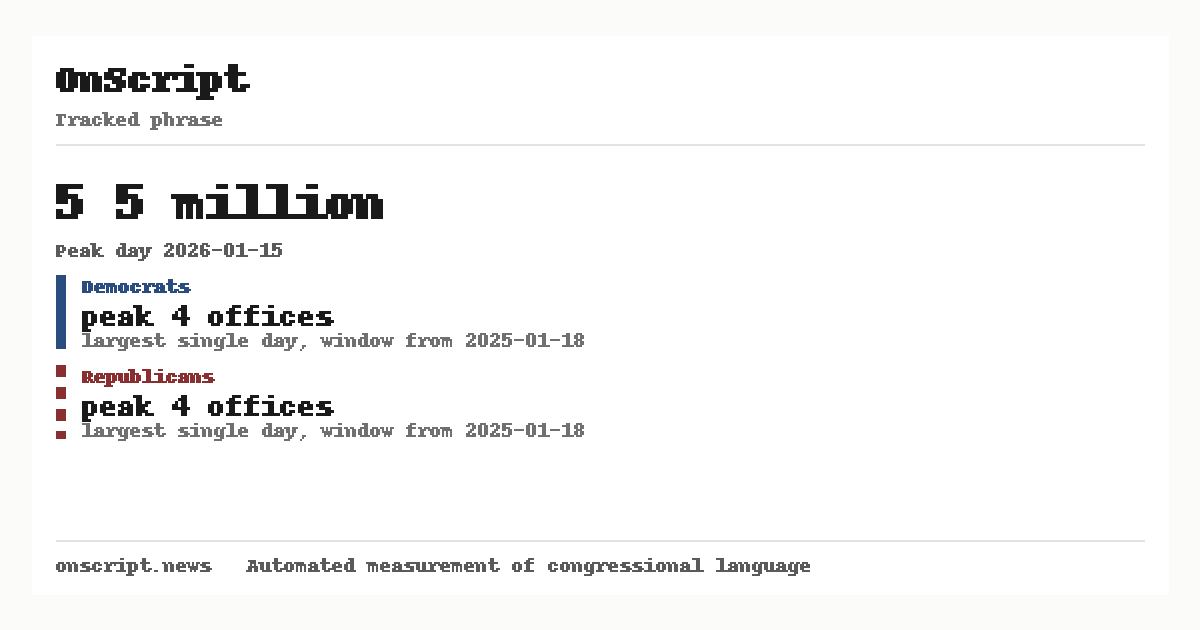 OnScript
Tracked phrase
5 5 million
Peak day 2026-01-15
Democrats
peak 4 offices
largest single day, window from 2025-01-18
Republicans
peak 4 offices
largest single day, window from 2025-01-18
onscript.news Automated measurement of congressional language